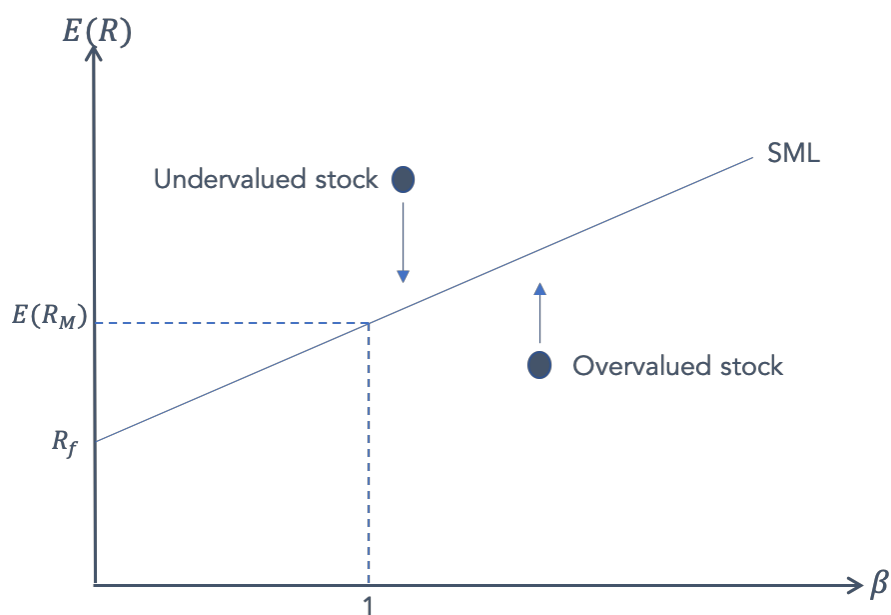 E(R)
SML
Undervalued stock
E(R_M)
Overvalued stock
R_f
β
1